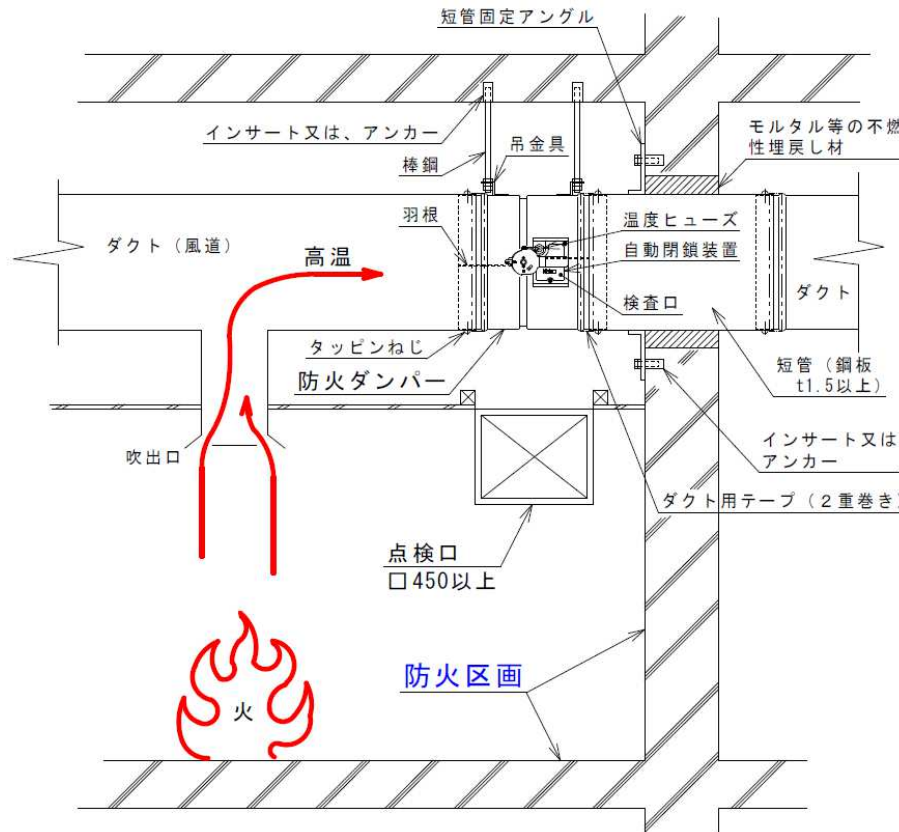 短管固定アングル
インサート又は、アンカー
吊金具
棒鋼
モルタル等の不燃
性埋戻し材
羽根
温度ヒューズ
ダクト（風道）
高温
自動閉鎖装置
検査口
ダクト
タッピンねじ
防火ダンパー
短管（鋼板
t1.5以上）
吹出口
インサート又は
アンカー
ダクト用テープ（２重巻き）
点検口
□450以上
防火区画
火